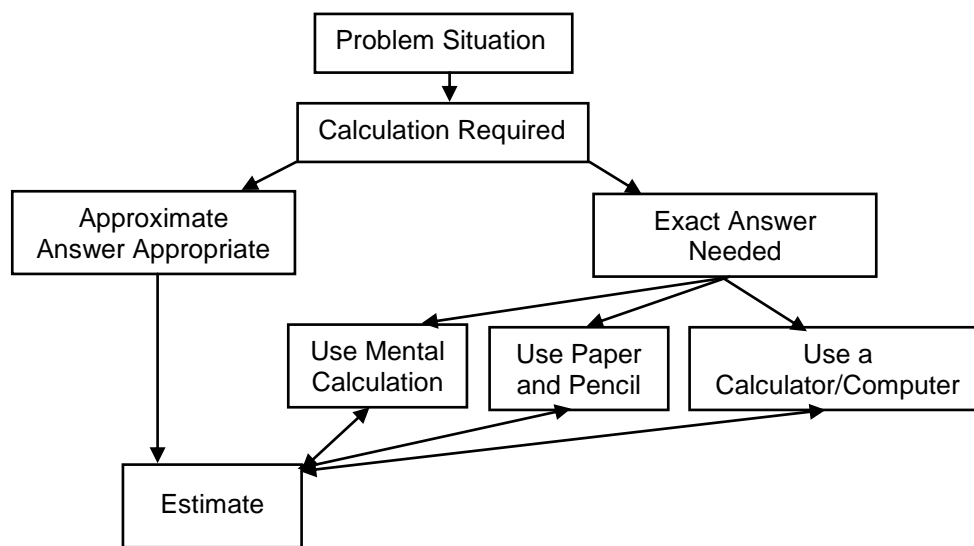 Problem Situation
Calculation Required
Approximate
Answer Appropriate
Exact Answer
Needed
Use Mental
Calculation
Use Paper
and Pencil
Use a
Calculator/Computer
Estimate